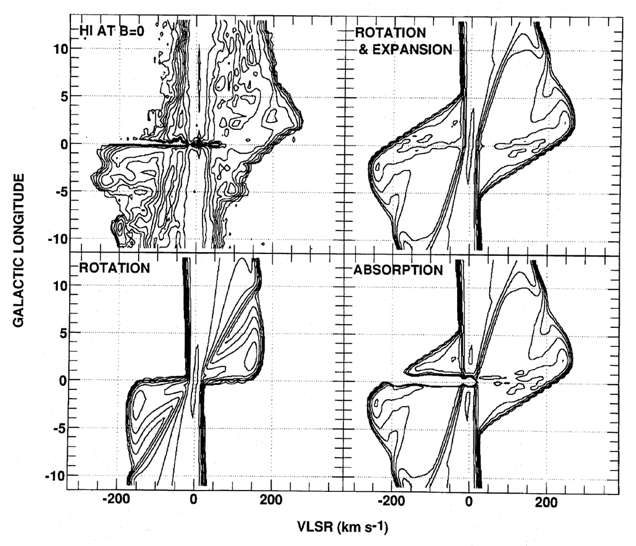 HI AT B=0
ROTATION
& EXPANSION
10
5
0
-5
-10
GALACTIC LONGITUDE
ROTATION
ABSORPTION
10
5
0
-5
-10
-200 0 200 -200 0 200
VLSR (km s-1)